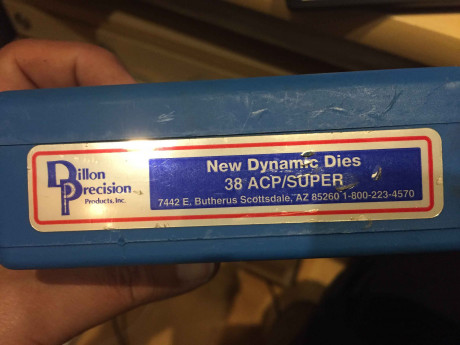 Dillon
Precision
Products, Inc.
New Dynamic Dies
38 ACP/SUPER
7442 E. Butherus Scottsdale, AZ 85260 1-800-223-4570